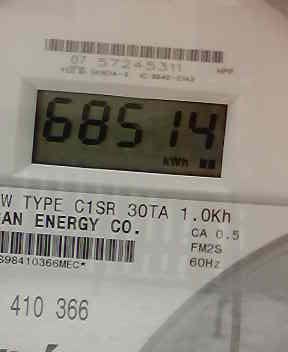 07 57245311
68514
kWh
W TYPE C1SR 30TA 1.0Kh
AN ENERGY CO.
CA 0.5
FM2S
60Hz
S98410366MEC*
410 366